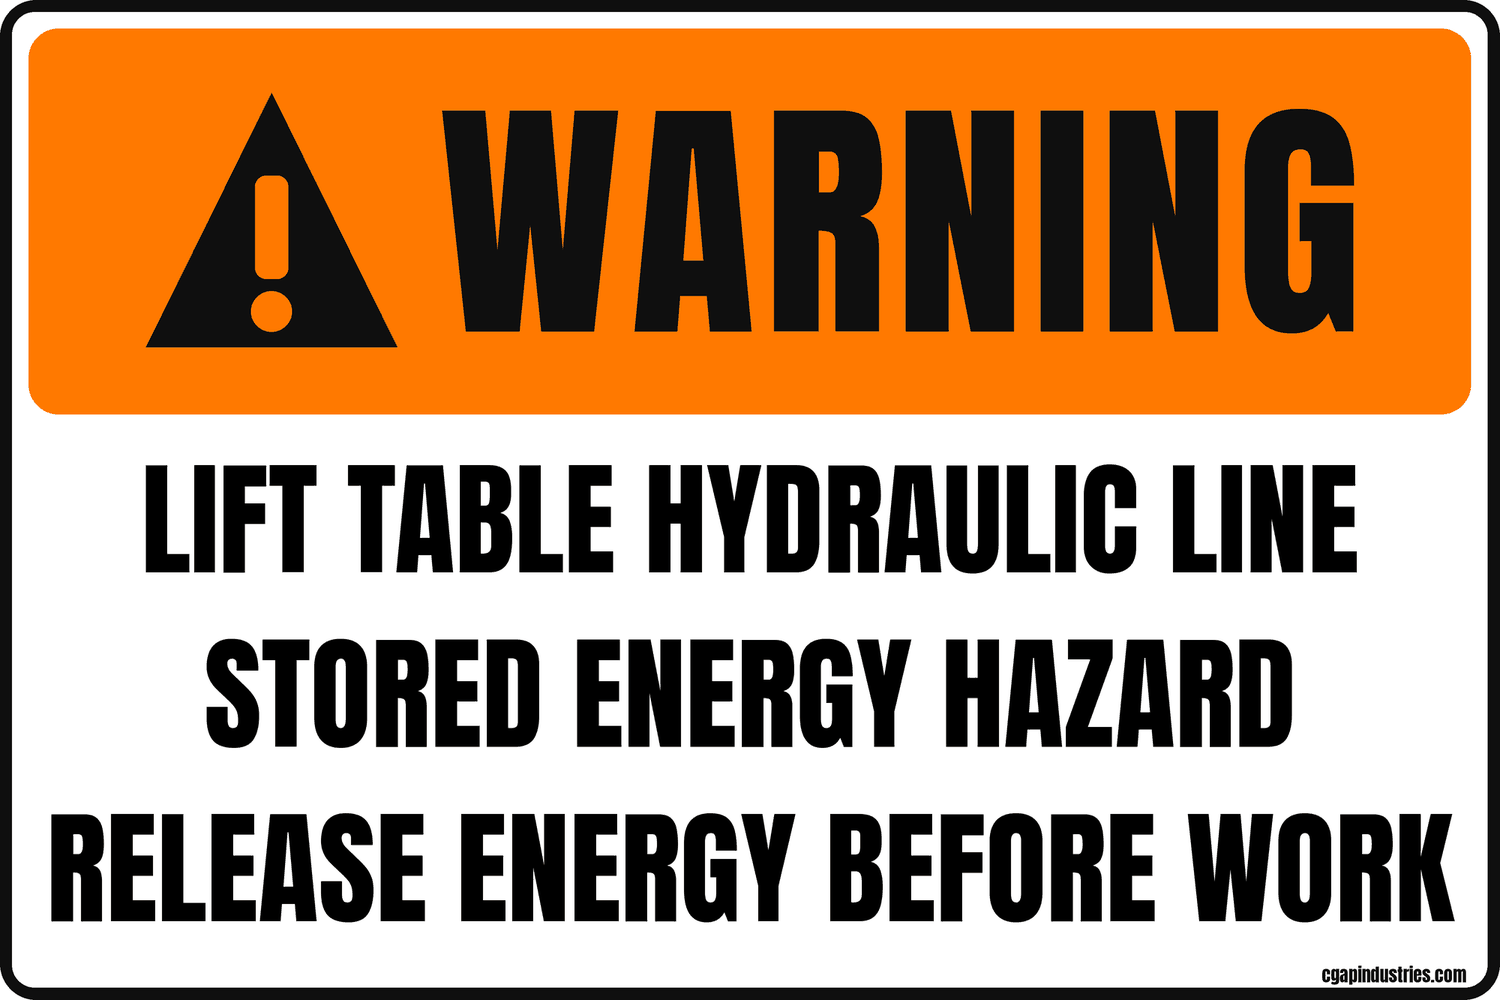 WARNING
LIFT TABLE HYDRAULIC LINE
STORED ENERGY HAZARD
RELEASE ENERGY BEFORE WORK
cgapindustries.com